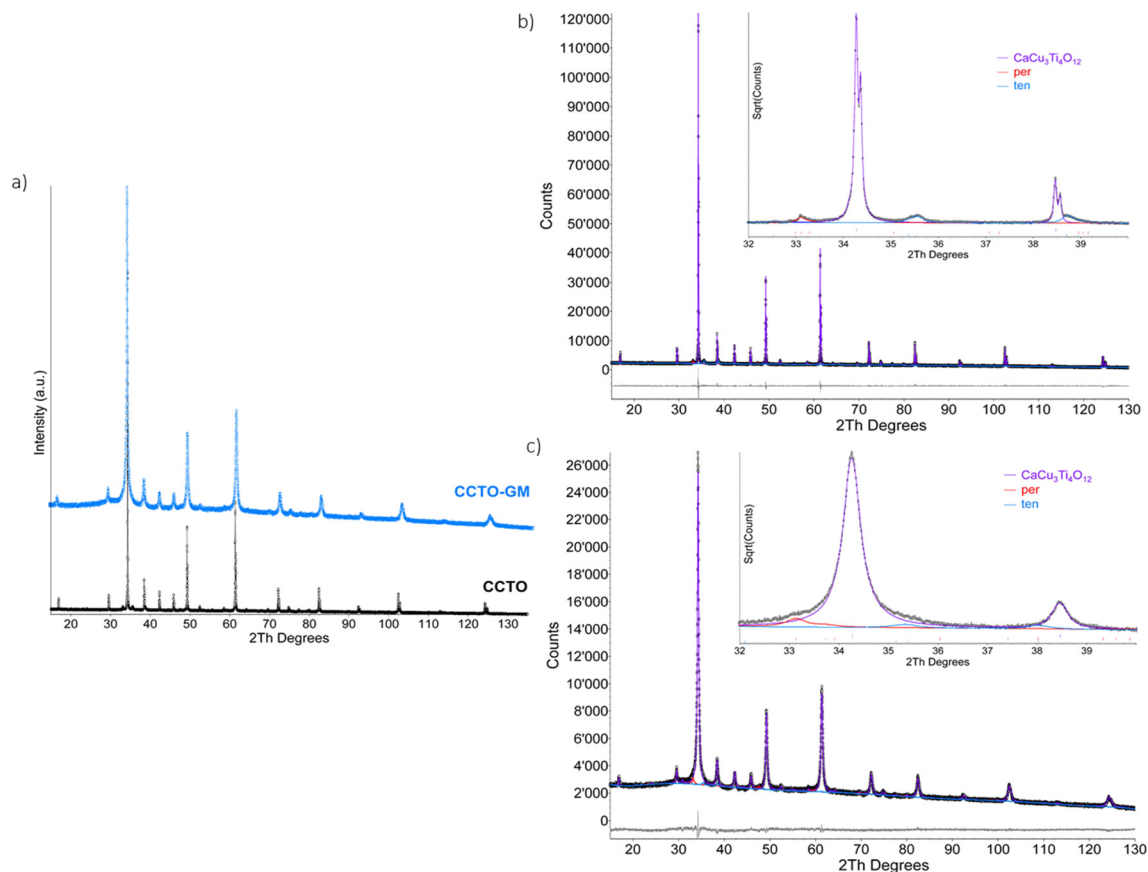 a)
Intensity (a.u.)
CCTO-GM
CCTO
20 30 40 50 60 70 80 90 100 110 120 130
2Th Degrees
b)
120'000
110'000
100'000
90'000
80'000
70'000
60'000
50'000
40'000
30'000
20'000
10'000
0
Counts
20 30 40 50 60 70 80 90 100 110 120 130
2Th Degrees
Sqrt(Counts)
CaCu3Ti4O12
per
ten
32 33 34 35 36 37 38 39
2Th Degrees
c)
26'000
24'000
22'000
20'000
18'000
16'000
14'000
12'000
10'000
8'000
6'000
4'000
2'000
0
Counts
20 30 40 50 60 70 80 90 100 110 120 130
2Th Degrees
Sqrt(Counts)
CaCu3Ti4O12
per
ten
32 33 34 35 36 37 38 39
2Th Degrees